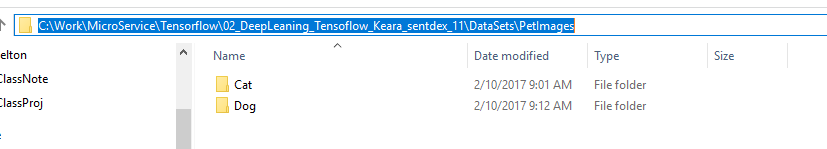 C:\Work\MicroService\Tensorflow\02_DeepLeaning_Tensoflow_Keara_sentdex_11\DataSets\PetImages
elton
ClassNote
ClassProj
Name Date modified Type Size
Cat 2/10/2017 9:01 AM File folder
Dog 2/10/2017 9:12 AM File folder